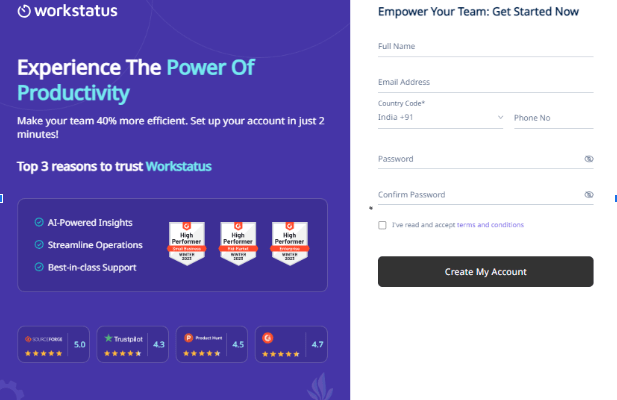 workstatus
Experience The Power Of
Productivity
Make your team 40% more efficient. Set up your account in just 2
minutes!
Top 3 reasons to trust Workstatus
AI-Powered Insights
Streamline Operations
Best-in-class Support
High
Performer
Small Business
WINTER
2023
High
Performer
Mid-Market
WINTER
2023
High
Performer
Enterprise
WINTER
2023
SOURCEFORGE
5.0
Trustpilot
4.3
Product Hunt
4.5
4.7
Empower Your Team: Get Started Now
Full Name
Email Address
Country Code*
India +91
Phone No
Password
Confirm Password
I've read and accept terms and conditions
Create My Account